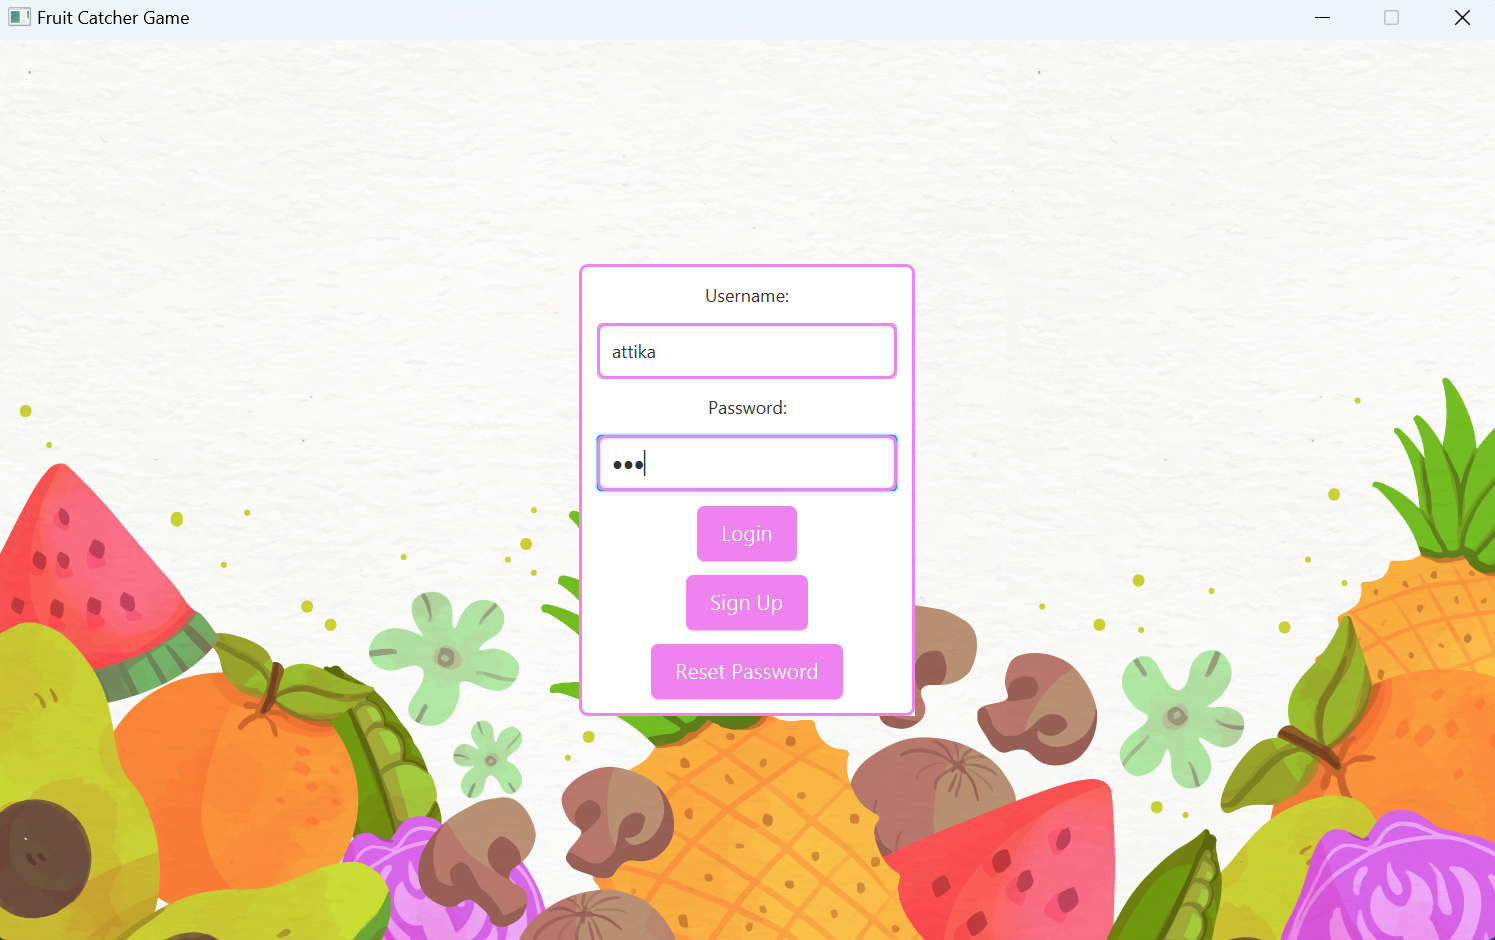 Fruit Catcher Game
Username:
attika
Password:
●●●
Login
Sign Up
Reset Password